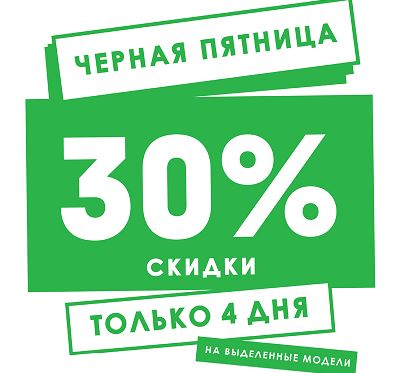 ЧЕРНАЯ ПЯТНИЦА
30%
СКИДКИ
ТОЛЬКО 4 ДНЯ
НА ВЫДЕЛЕННЫЕ МОДЕЛИ